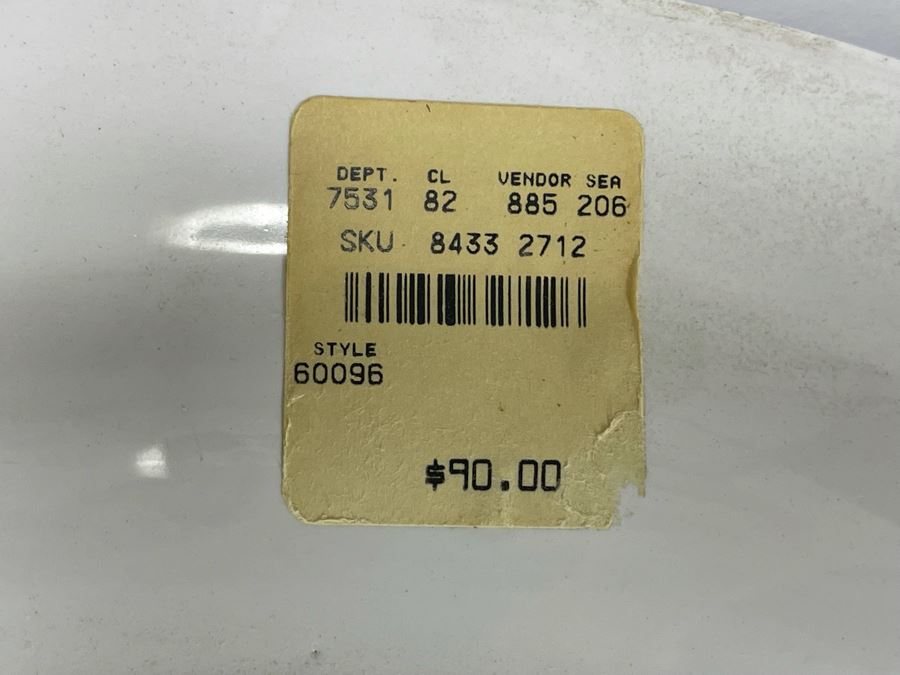 DEPT. CL VENDOR SEA
7531 82 885 206
SKU 8433 2712
STYLE
60096
$90.00